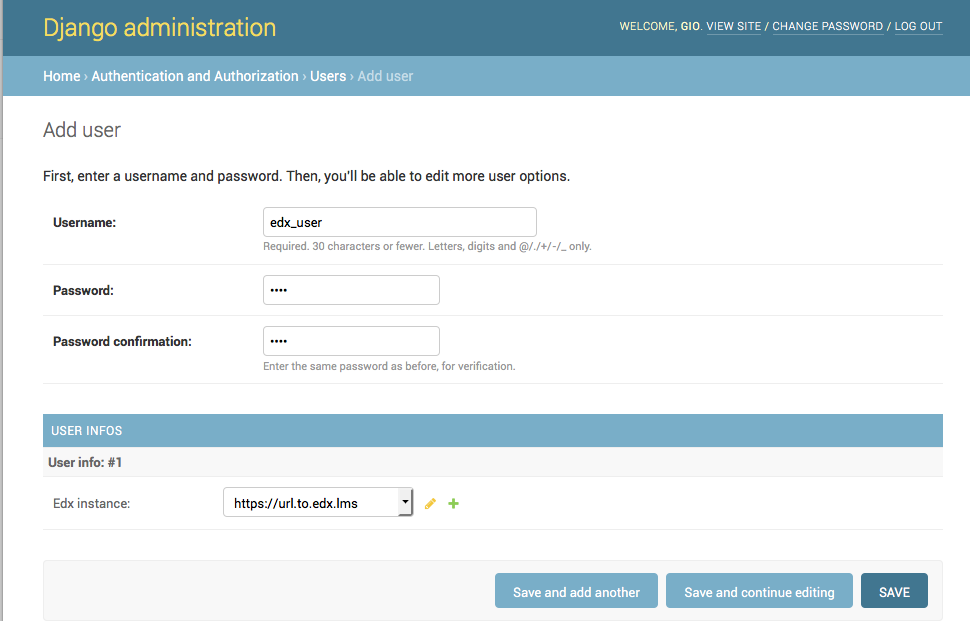 Django administration
WELCOME, GIO. VIEW SITE / CHANGE PASSWORD / LOG OUT
Home › Authentication and Authorization › Users › Add user
Add user
First, enter a username and password. Then, you'll be able to edit more user options.
Username: edx_user
Required. 30 characters or fewer. Letters, digits and @/./+/-/_ only.
Password: ••••
Password confirmation: ••••
Enter the same password as before, for verification.
USER INFOS
User info: #1
Edx instance: https://url.to.edx.lms
Save and add another Save and continue editing SAVE